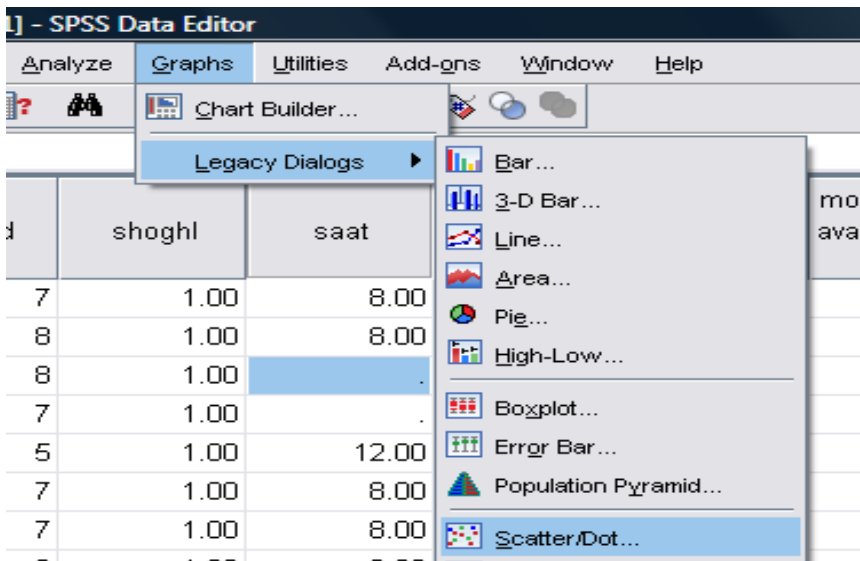 1] - SPSS Data Editor
Analyze Graphs Utilities Add-ons Window Help
Chart Builder...
Legacy Dialogs
Bar...
3-D Bar...
Line...
Area...
Pie...
High-Low...
Boxplot...
Error Bar...
Population Pyramid...
Scatter/Dot...
d shoghl saat mo
ava
7 1.00 8.00
8 1.00 8.00
8 1.00 .
7 1.00 .
5 1.00 12.00
7 1.00 8.00
7 1.00 8.00